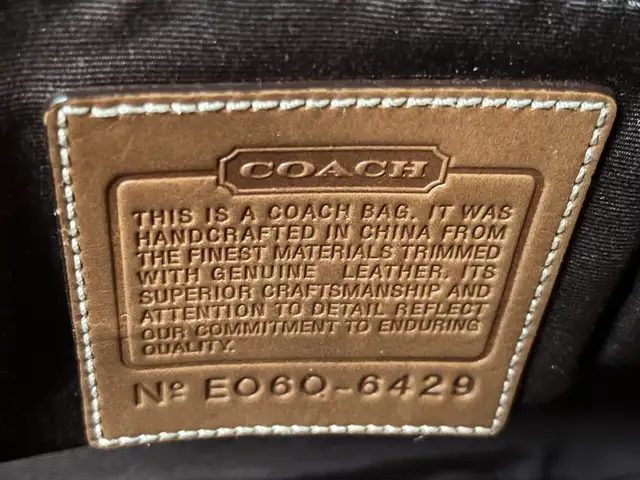 COACH
THIS IS A COACH BAG. IT WAS
HANDCRAFTED IN CHINA FROM
THE FINEST MATERIALS TRIMMED
WITH GENUINE LEATHER. ITS
SUPERIOR CRAFTSMANSHIP AND
ATTENTION TO DETAIL REFLECT
OUR COMMITMENT TO ENDURING
QUALITY.
Nº EO6Q-6429